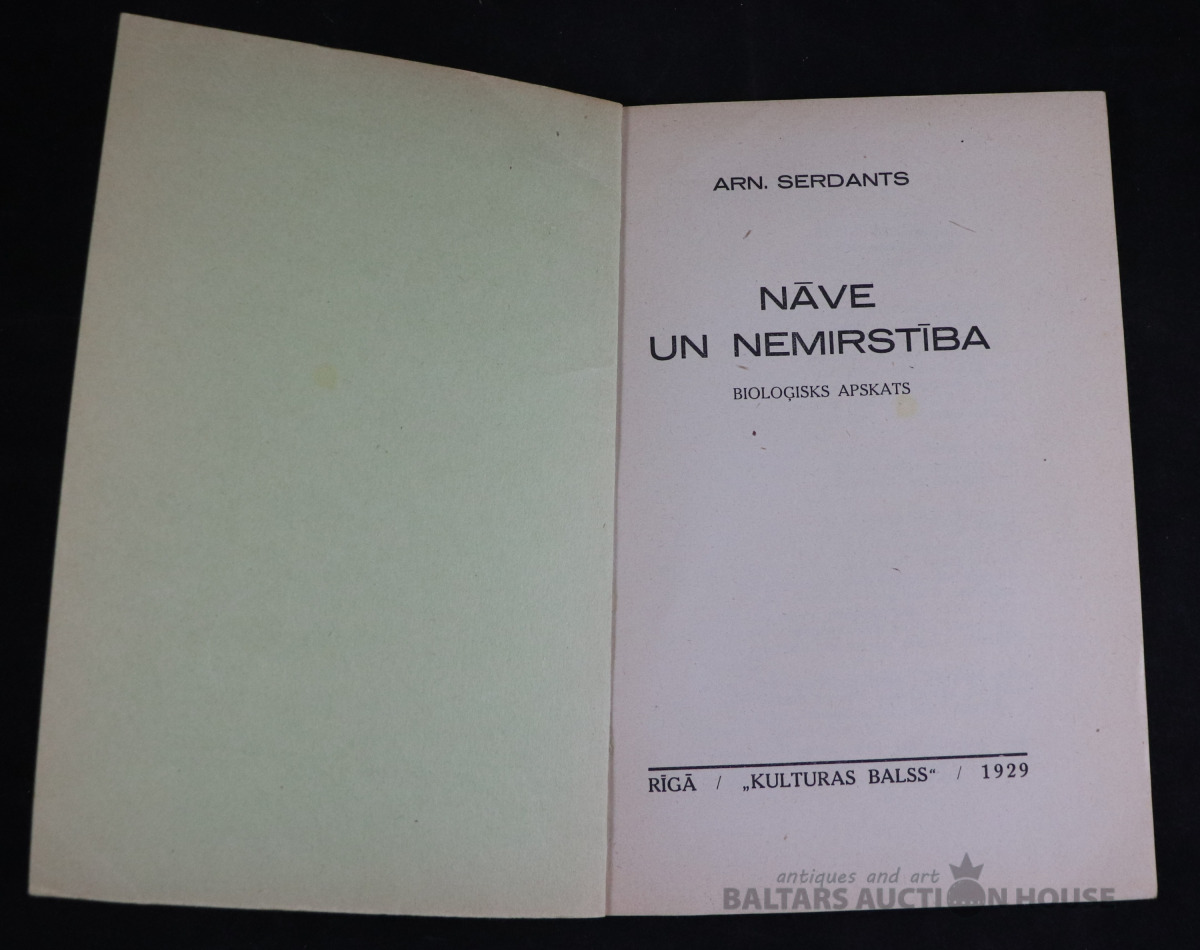 ARN. SERDANTS
NĀVE
UN NEMIRSTĪBA
BIOLOĢISKS APSKATS
RĪGĀ / „KULTURAS BALSS“ / 1929
antiques and art
BALTARS AUCTION HOUSE